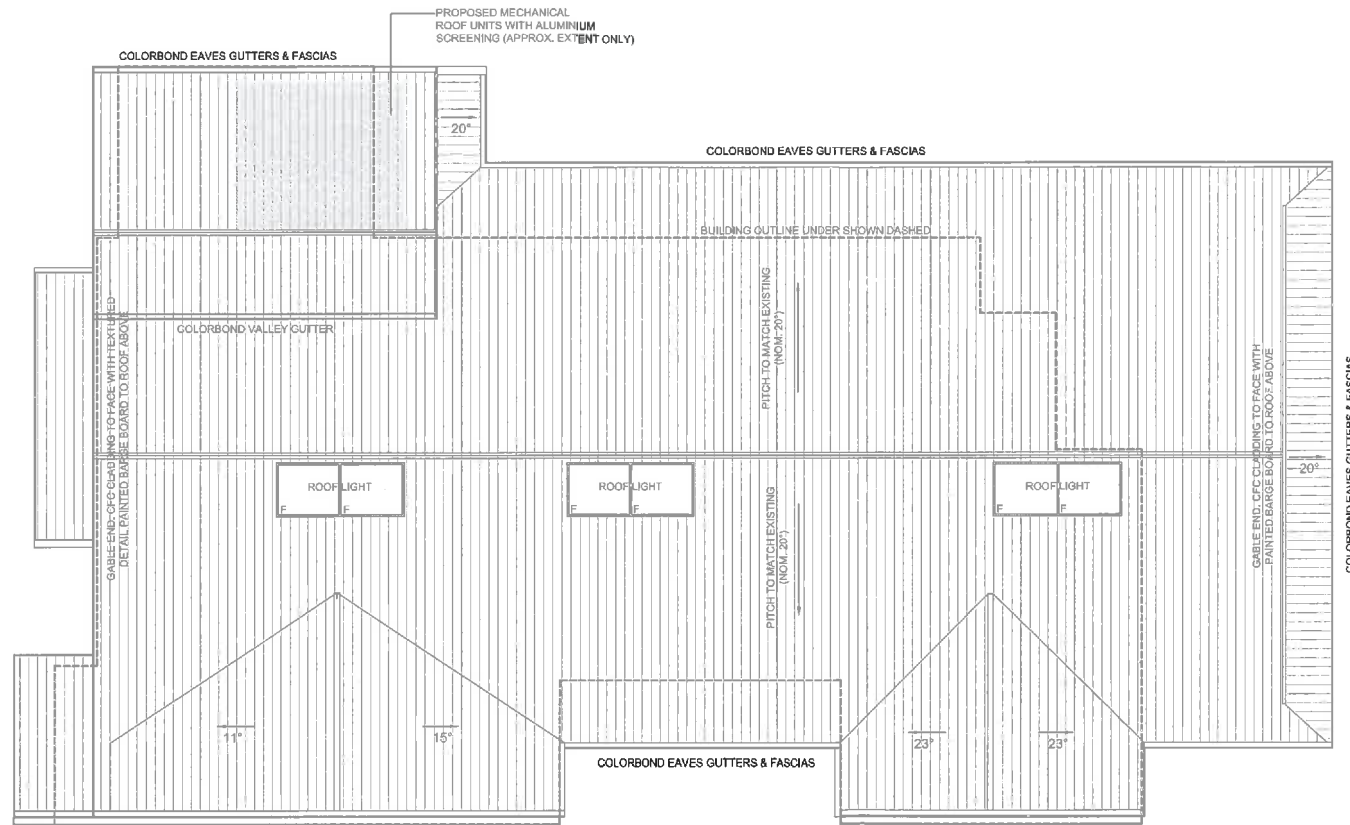 PROPOSED MECHANICAL
ROOF UNITS WITH ALUMINIUM
SCREENING (APPROX. EXTENT ONLY)
COLORBOND EAVES GUTTERS & FASCIAS
20°
COLORBOND EAVES GUTTERS & FASCIAS
BUILDING OUTLINE UNDER SHOWN DASHED
COLORBOND VALLEY GUTTER
GABLE END, CFC CLADDING TO FACE WITH TEXTURED
DETAIL PAINTED BARGE BOARD TO ROOF ABOVE
PITCH TO MATCH EXISTING
(NOM. 20°)
GABLE END, CFC CLADDING TO FACE WITH
PAINTED BARGE BOARD TO ROOF ABOVE
COLORBOND EAVES GUTTERS & FASCIAS
20°
ROOF LIGHT
F F
ROOF LIGHT
F F
ROOF LIGHT
F F
PITCH TO MATCH EXISTING
(NOM. 20°)
11°
15°
23°
23°
COLORBOND EAVES GUTTERS & FASCIAS